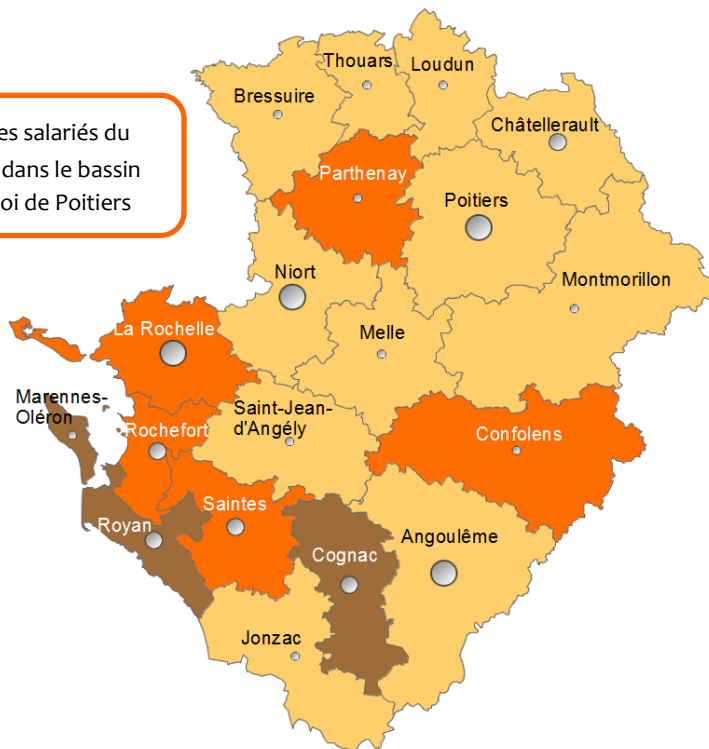 es salariés du
dans le bassin
oi de Poitiers
Thouars
Loudun
Bressuire
Châtellerault
Parthenay
Poitiers
Niort
Montmorillon
La Rochelle
Melle
Marennes-
Oléron
Saint-Jean-
d'Angély
Rochefort
Confolens
Saintes
Royan
Angoulême
Cognac
Jonzac